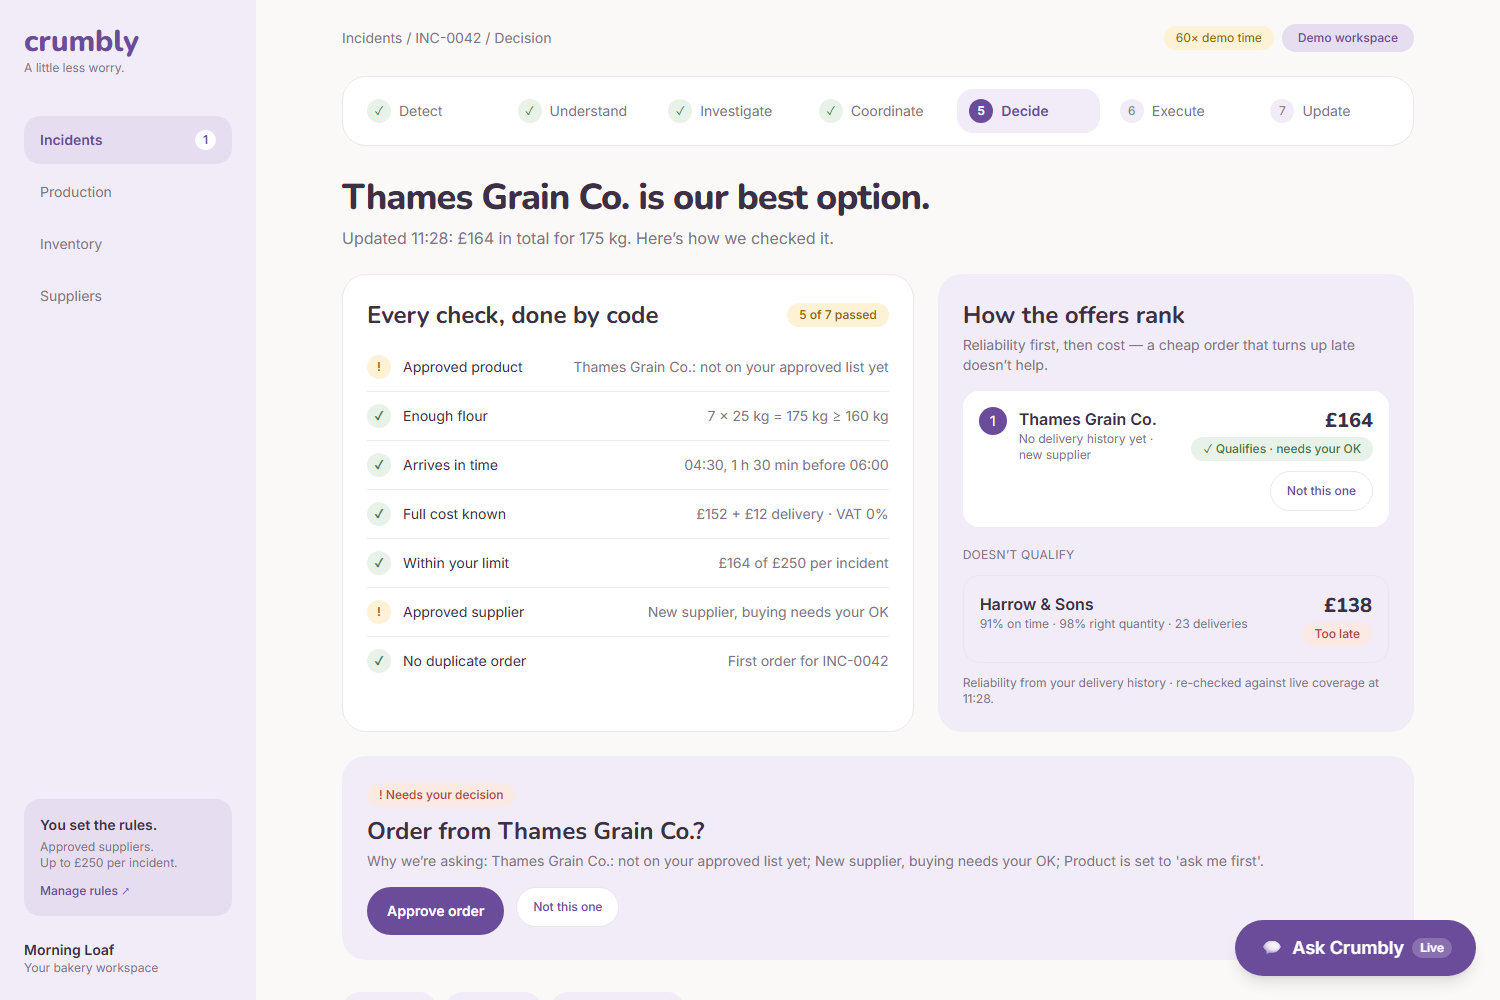 crumbly
A little less worry.
Incidents 1
Production
Inventory
Suppliers
You set the rules.
Approved suppliers.
Up to £250 per incident.
Manage rules ↗
Morning Loaf
Your bakery workspace
Incidents / INC-0042 / Decision
60× demo time
Demo workspace
✓ Detect
✓ Understand
✓ Investigate
✓ Coordinate
5 Decide
6 Execute
7 Update
Thames Grain Co. is our best option.
Updated 11:28: £164 in total for 175 kg. Here's how we checked it.
Every check, done by code
5 of 7 passed
! Approved product Thames Grain Co.: not on your approved list yet
✓ Enough flour 7 × 25 kg = 175 kg ≥ 160 kg
✓ Arrives in time 04:30, 1 h 30 min before 06:00
✓ Full cost known £152 + £12 delivery · VAT 0%
✓ Within your limit £164 of £250 per incident
! Approved supplier New supplier, buying needs your OK
✓ No duplicate order First order for INC-0042
How the offers rank
Reliability first, then cost — a cheap order that turns up late
doesn't help.
1 Thames Grain Co. £164
No delivery history yet ·
new supplier
✓ Qualifies · needs your OK
Not this one
DOESN'T QUALIFY
Harrow & Sons £138
91% on time · 98% right quantity · 23 deliveries
Too late
Reliability from your delivery history · re-checked against live coverage at
11:28.
! Needs your decision
Order from Thames Grain Co.?
Why we're asking: Thames Grain Co.: not on your approved list yet; New supplier, buying needs your OK; Product is set to 'ask me first'.
Approve order
Not this one
Ask Crumbly Live